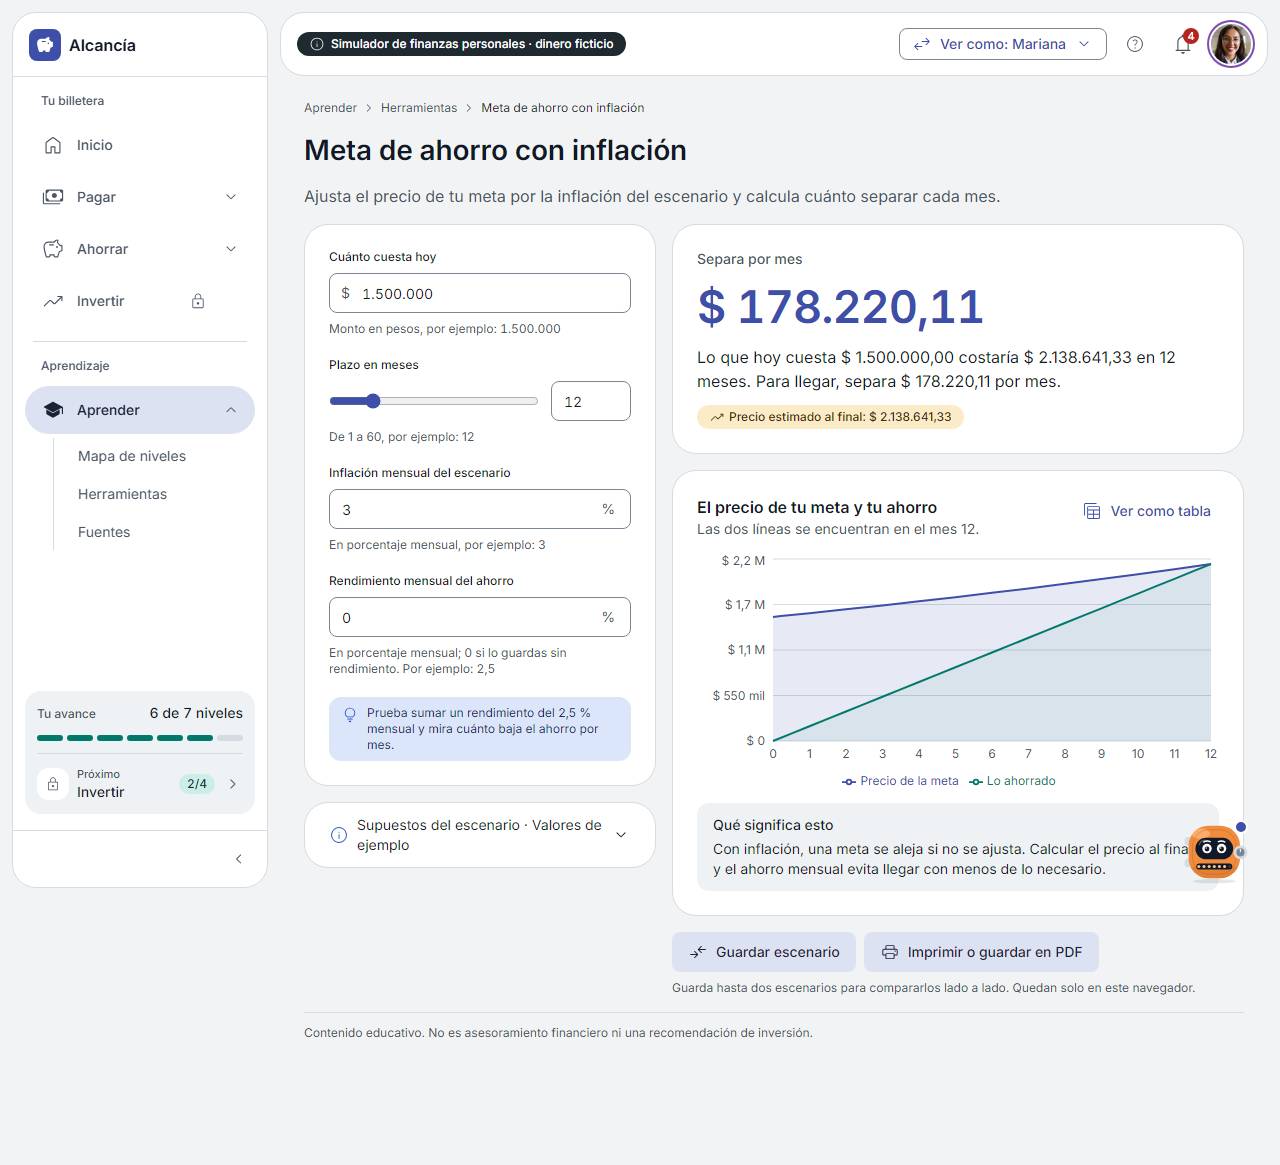 Alcancía
Simulador de finanzas personales · dinero ficticio
Ver como: Mariana
4
Tu billetera
Inicio
Pagar
Ahorrar
Invertir
Aprendizaje
Aprender
Mapa de niveles
Herramientas
Fuentes
Tu avance
6 de 7 niveles
Próximo
Invertir
2/4
Aprender
Herramientas
Meta de ahorro con inflación
Meta de ahorro con inflación
Ajusta el precio de tu meta por la inflación del escenario y calcula cuánto separar cada mes.
Cuánto cuesta hoy
$ 1.500.000
Monto en pesos, por ejemplo: 1.500.000
Plazo en meses
12
De 1 a 60, por ejemplo: 12
Inflación mensual del escenario
3 %
En porcentaje mensual, por ejemplo: 3
Rendimiento mensual del ahorro
0 %
En porcentaje mensual; 0 si lo guardas sin
rendimiento. Por ejemplo: 2,5
Prueba sumar un rendimiento del 2,5 %
mensual y mira cuánto baja el ahorro por
mes.
Supuestos del escenario · Valores de
ejemplo
Separa por mes
$ 178.220,11
Lo que hoy cuesta $ 1.500.000,00 costaría $ 2.138.641,33 en 12
meses. Para llegar, separa $ 178.220,11 por mes.
Precio estimado al final: $ 2.138.641,33
El precio de tu meta y tu ahorro
Las dos líneas se encuentran en el mes 12.
Ver como tabla
$ 2,2 M
$ 1,7 M
$ 1,1 M
$ 550 mil
$ 0
0 1 2 3 4 5 6 7 8 9 10 11 12
Precio de la meta
Lo ahorrado
Qué significa esto
Con inflación, una meta se aleja si no se ajusta. Calcular el precio al fina
y el ahorro mensual evita llegar con menos de lo necesario.
Guardar escenario
Imprimir o guardar en PDF
Guarda hasta dos escenarios para compararlos lado a lado. Quedan solo en este navegador.
Contenido educativo. No es asesoramiento financiero ni una recomendación de inversión.